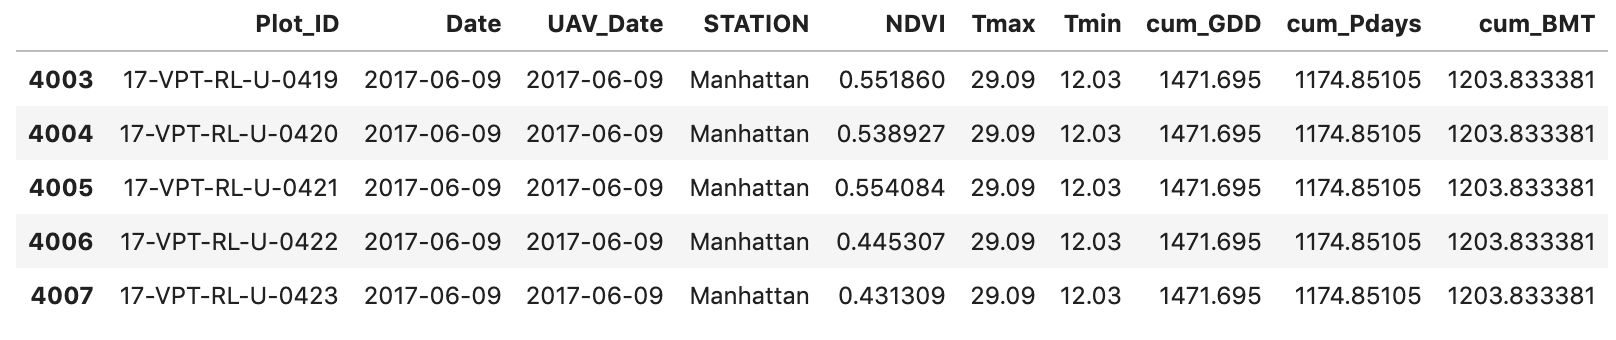 Plot_ID Date UAV_Date STATION NDVI Tmax Tmin cum_GDD cum_Pdays cum_BMT
4003 17-VPT-RL-U-0419 2017-06-09 2017-06-09 Manhattan 0.551860 29.09 12.03 1471.695 1174.85105 1203.833381
4004 17-VPT-RL-U-0420 2017-06-09 2017-06-09 Manhattan 0.538927 29.09 12.03 1471.695 1174.85105 1203.833381
4005 17-VPT-RL-U-0421 2017-06-09 2017-06-09 Manhattan 0.554084 29.09 12.03 1471.695 1174.85105 1203.833381
4006 17-VPT-RL-U-0422 2017-06-09 2017-06-09 Manhattan 0.445307 29.09 12.03 1471.695 1174.85105 1203.833381
4007 17-VPT-RL-U-0423 2017-06-09 2017-06-09 Manhattan 0.431309 29.09 12.03 1471.695 1174.85105 1203.833381